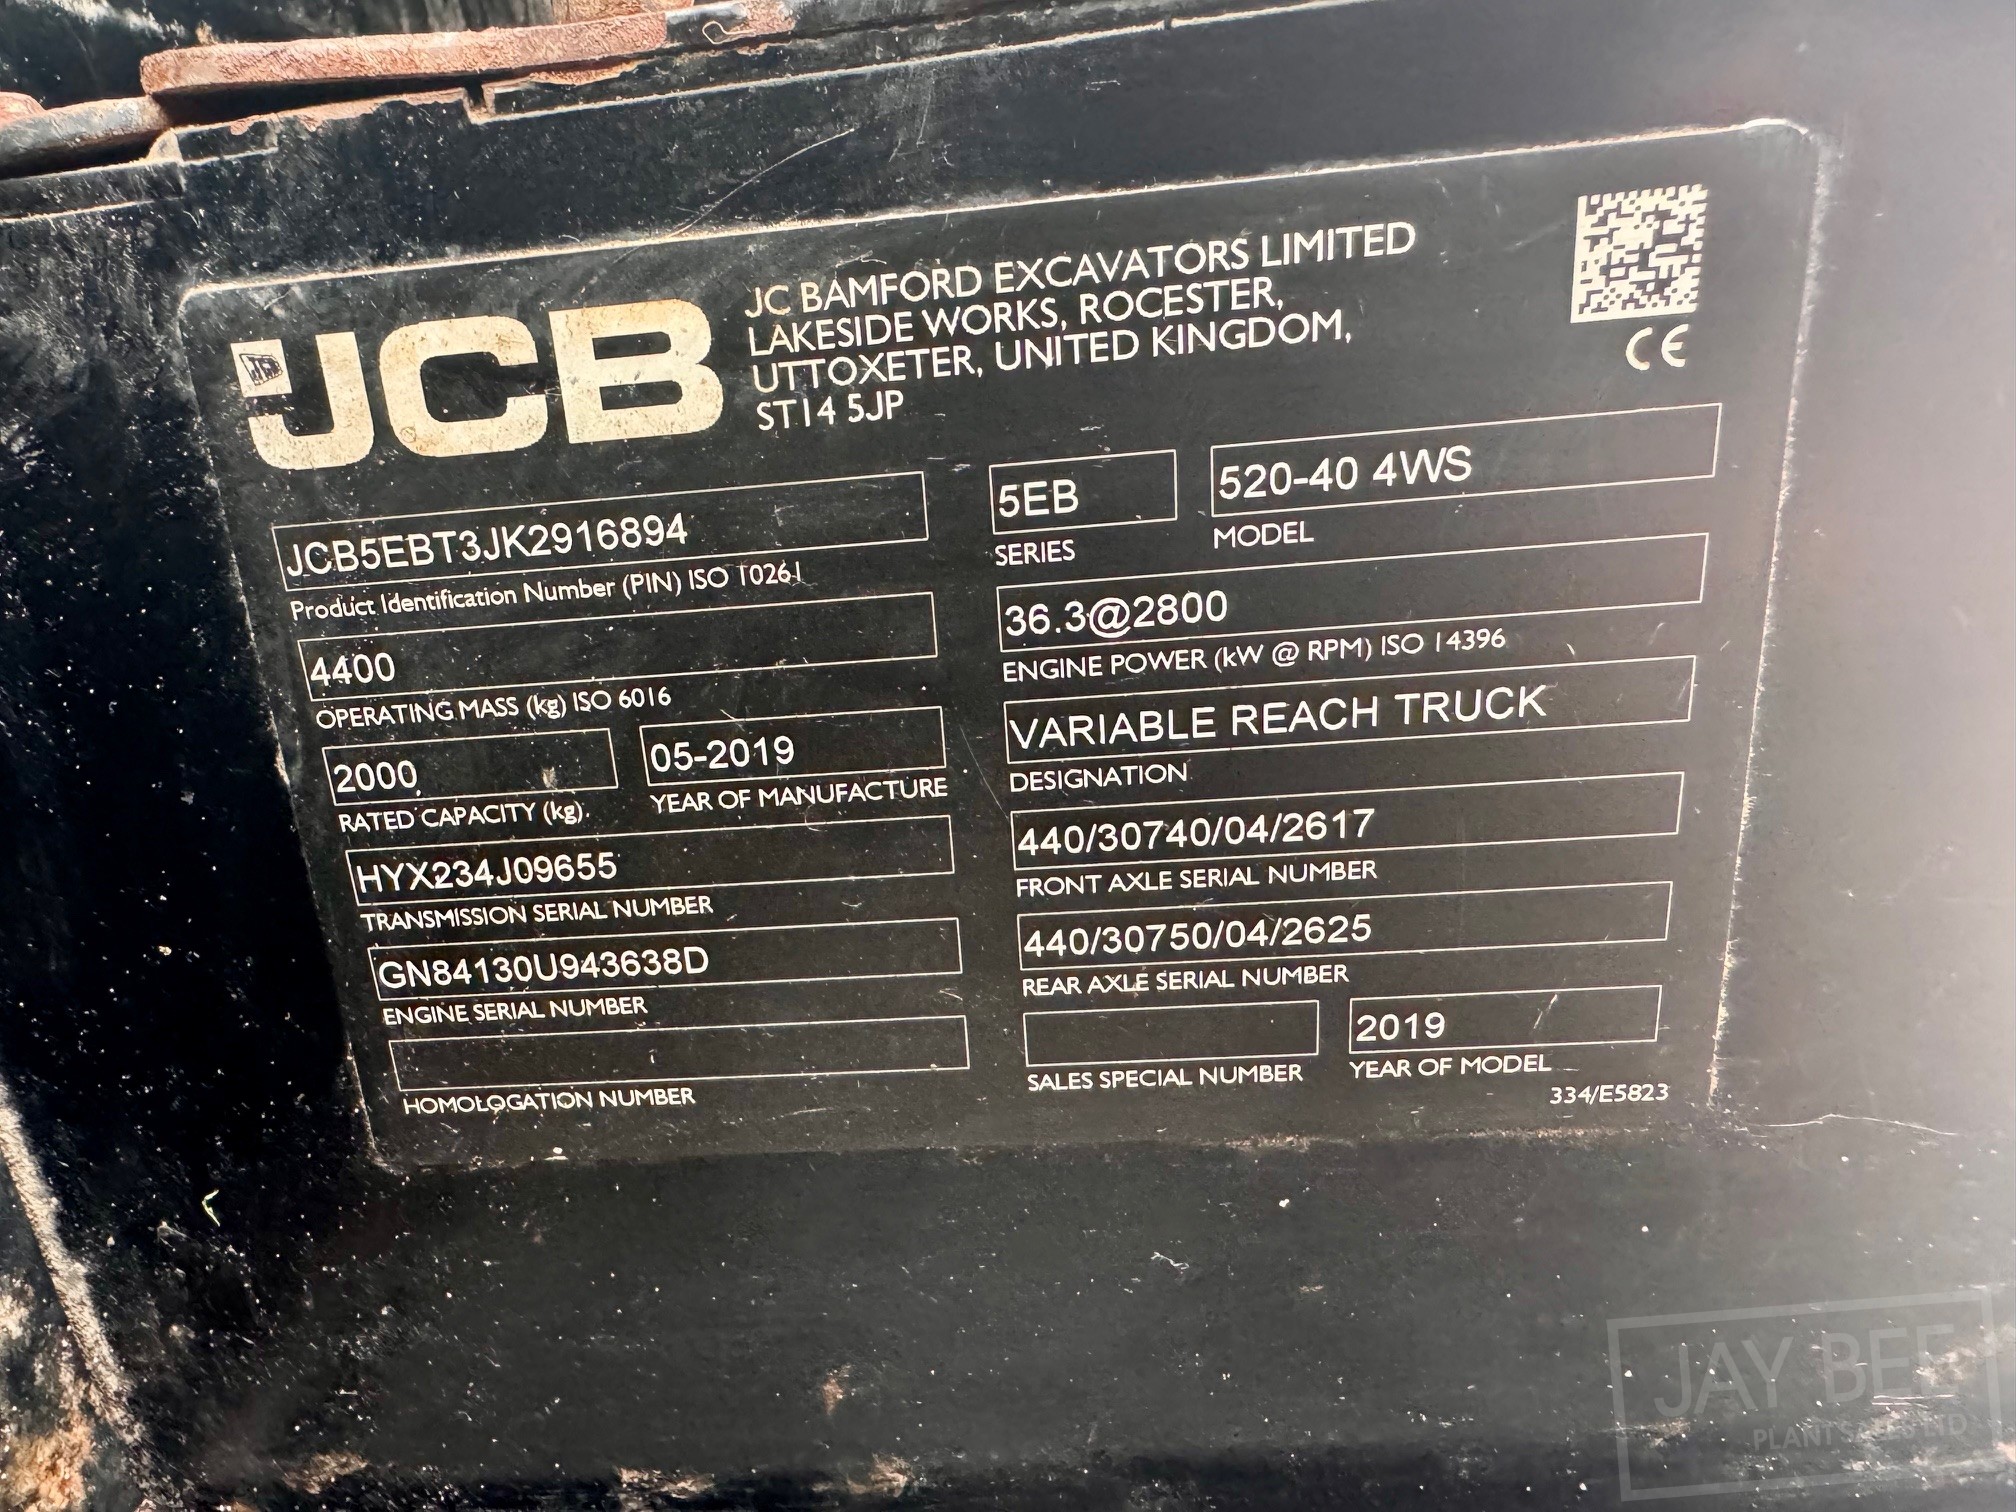 JCB
JC BAMFORD EXCAVATORS LIMITED
LAKESIDE WORKS, ROCESTER,
UTTOXETER, UNITED KINGDOM,
ST14 5JP
CE
JCB5EBT3JK2916894
Product Identification Number (PIN) ISO 10261
5EB
SERIES
520-40 4WS
MODEL
4400
OPERATING MASS (kg) ISO 6016
36.3@2800
ENGINE POWER (kW @ RPM) ISO 14396
2000
RATED CAPACITY (kg)
05-2019
YEAR OF MANUFACTURE
VARIABLE REACH TRUCK
DESIGNATION
HYX234J09655
TRANSMISSION SERIAL NUMBER
440/30740/04/2617
FRONT AXLE SERIAL NUMBER
GN84130U943638D
ENGINE SERIAL NUMBER
440/30750/04/2625
REAR AXLE SERIAL NUMBER
HOMOLOGATION NUMBER
SALES SPECIAL NUMBER
2019
YEAR OF MODEL
334/E5823
JAY BEE
PLANT SALES LTD